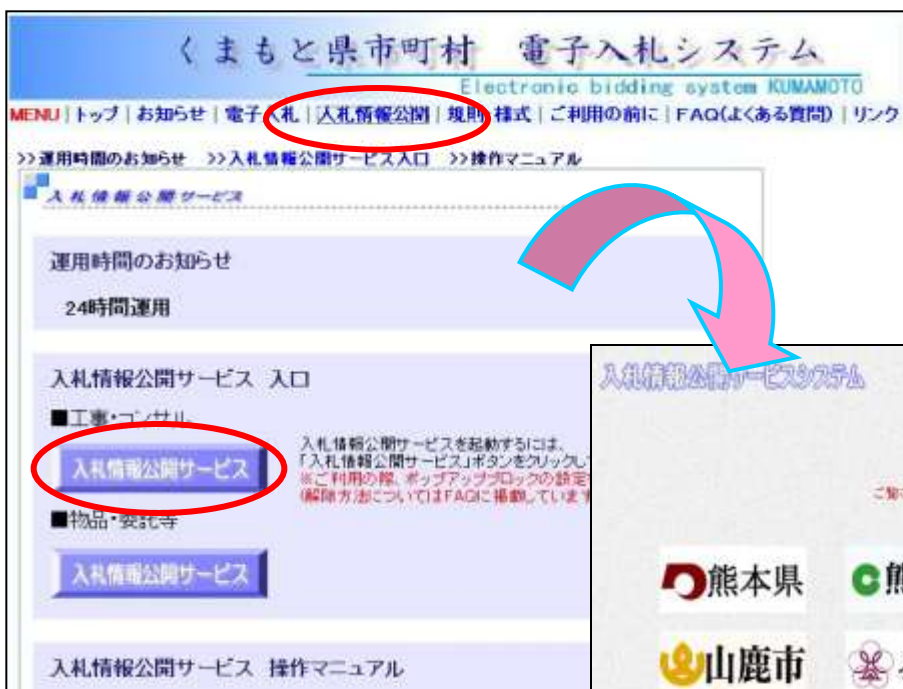 くまもと県市町村 電子入札システム
Electronic bidding system KUMAMOTO
MENU | トップ | お知らせ | 電子入札 | 入札情報公開 | 規則・様式 | ご利用の前に | FAQ(よくある質問) | リンク
>>運用時間のお知らせ >>入札情報公開サービス入口 >>操作マニュアル
入札情報公開サービス
運用時間のお知らせ
24時間運用
入札情報公開サービス 入口
■工事・コンサル
入札情報公開サービス
入札情報公開サービスを起動するには、
「入札情報公開サービス」ボタンをクリックし
※ご利用の際、ポップアップブロックの設定
(解除方法についてはFAQに掲載しています
■物品・委託等
入札情報公開サービス
入札情報公開サービス 操作マニュアル
入札情報公開サービスシステム
熊本県
山鹿市